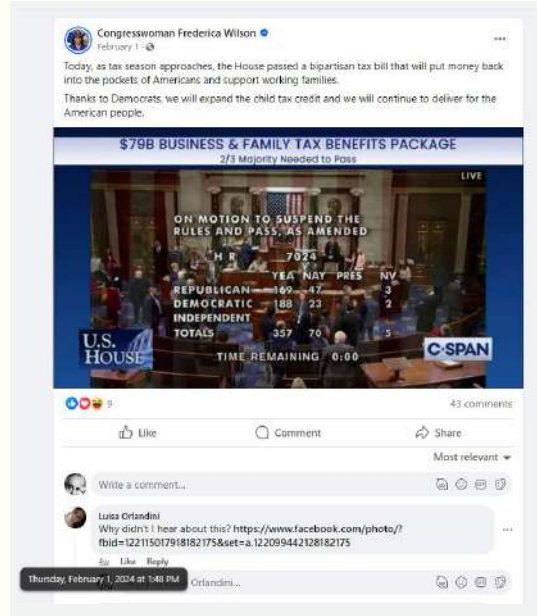 Congresswoman Frederica Wilson
February 1 ·
Today, as tax season approaches, the House passed a bipartisan tax bill that will put money back
into the pockets of Americans and support working families.
Thanks to Democrats, we will expand the child tax credit and we will continue to deliver for the
American people.
$79B BUSINESS & FAMILY TAX BENEFITS PACKAGE
2/3 Majority Needed to Pass
LIVE
ON MOTION TO SUSPEND THE
RULES AND PASS, AS AMENDED
H R 7024
YEA NAY PRES NV
REPUBLICAN 169 47 3
DEMOCRATIC 188 23 2
INDEPENDENT
TOTALS 357 70 5
TIME REMAINING 0:00
U.S.
HOUSE
C-SPAN
9
43 comments
Like Comment Share
Most relevant
Write a comment...
Luisa Orlandini
Why didn't I hear about this? https://www.facebook.com/photo/?
fbid=122115017918182175&set=a.122099442128182175
4w Like Reply
Thursday, February 1, 2024 at 1:48 PM
Orlandini...